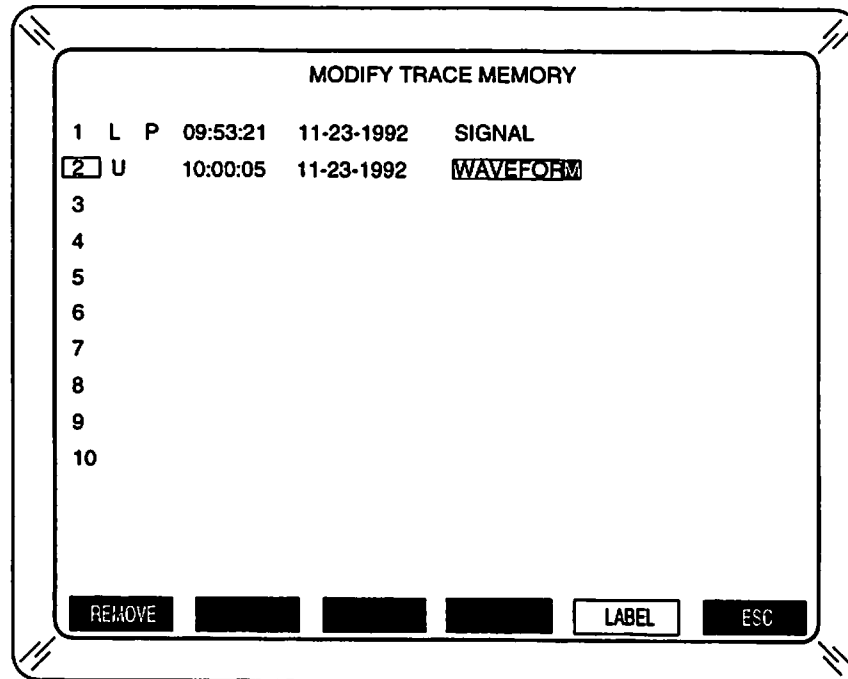 MODIFY TRACE MEMORY
1 L P 09:53:21 11-23-1992 SIGNAL
2 U 10:00:05 11-23-1992 WAVEFORM
3
4
5
6
7
8
9
10
REMOVE LABEL ESC